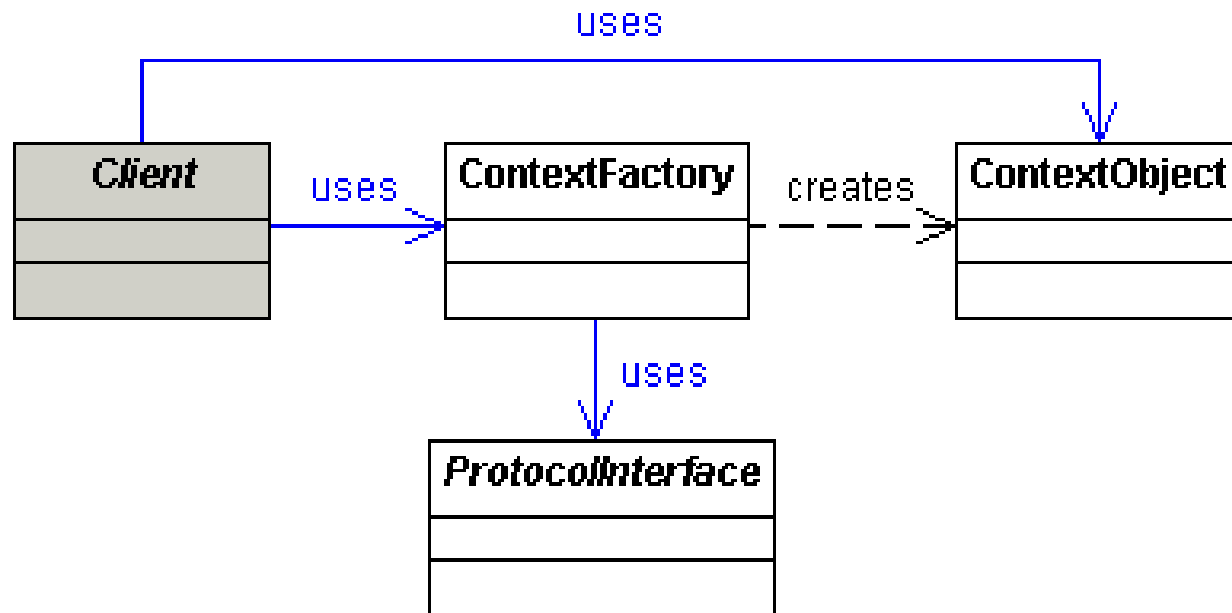 uses
Client
uses
ContextFactory
creates
ContextObject
uses
ProtocolInterface